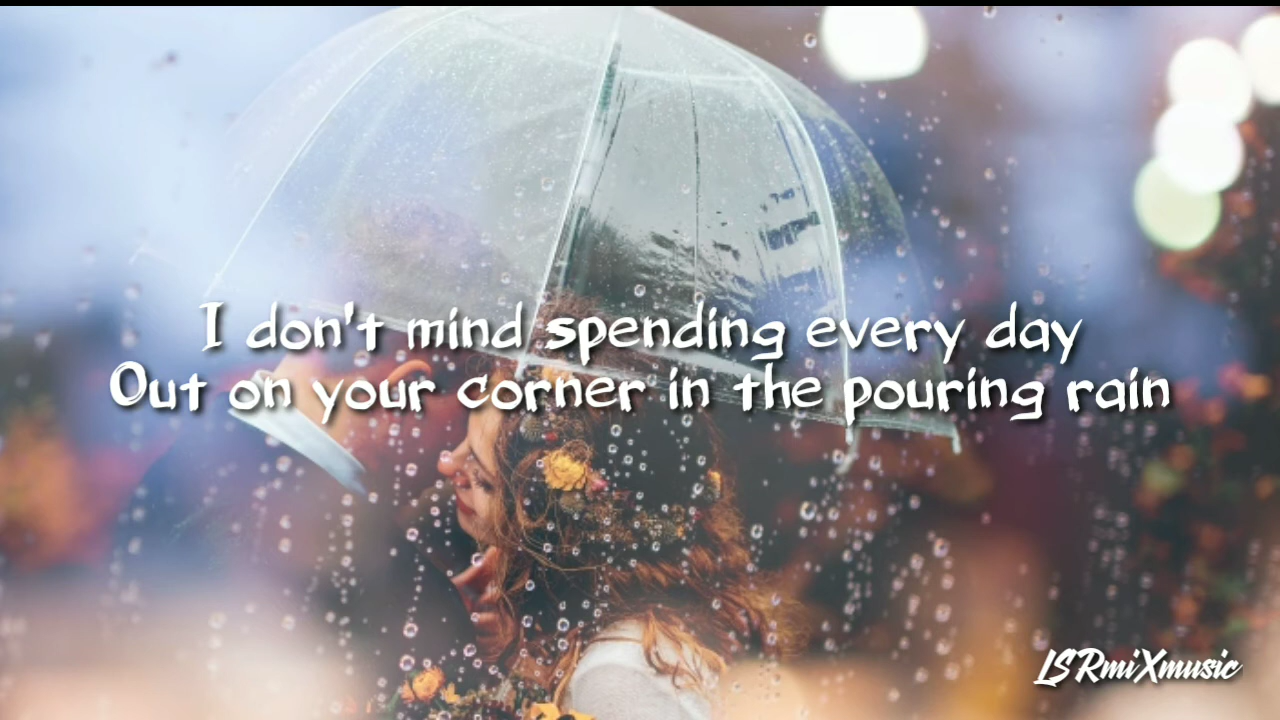 I don't mind spending every day
Out on your corner in the pouring rain
LSRmiXmusic